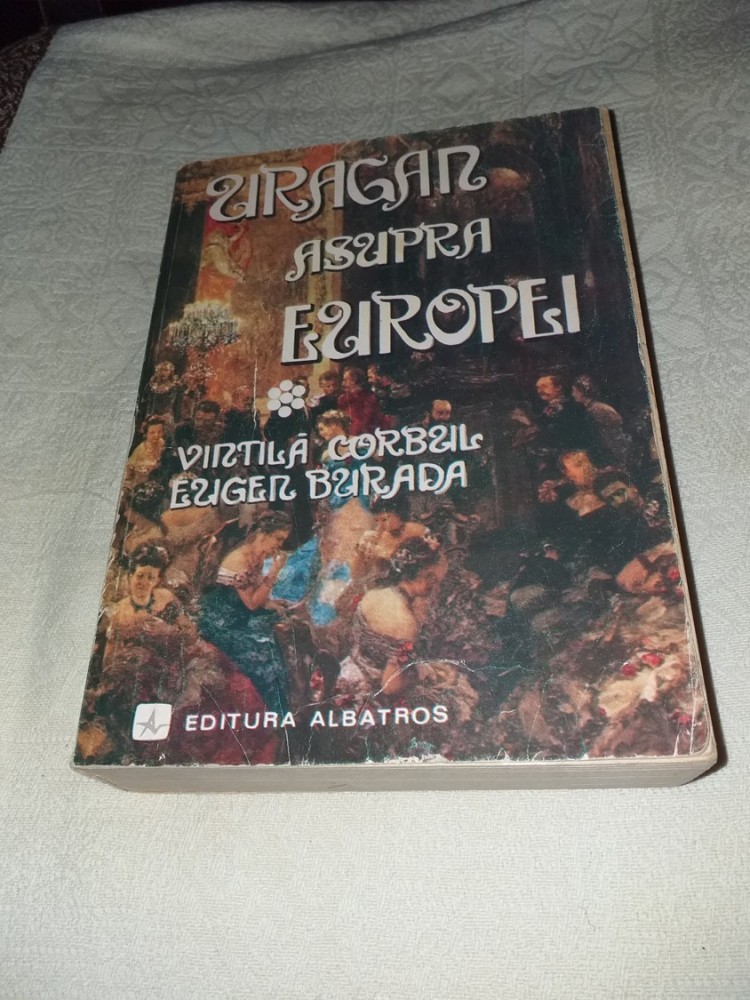 URAGAN
ASUPRA
EUROPEI
VINTILĂ CORBUL
EUGEN BURADA
EDITURA ALBATROS